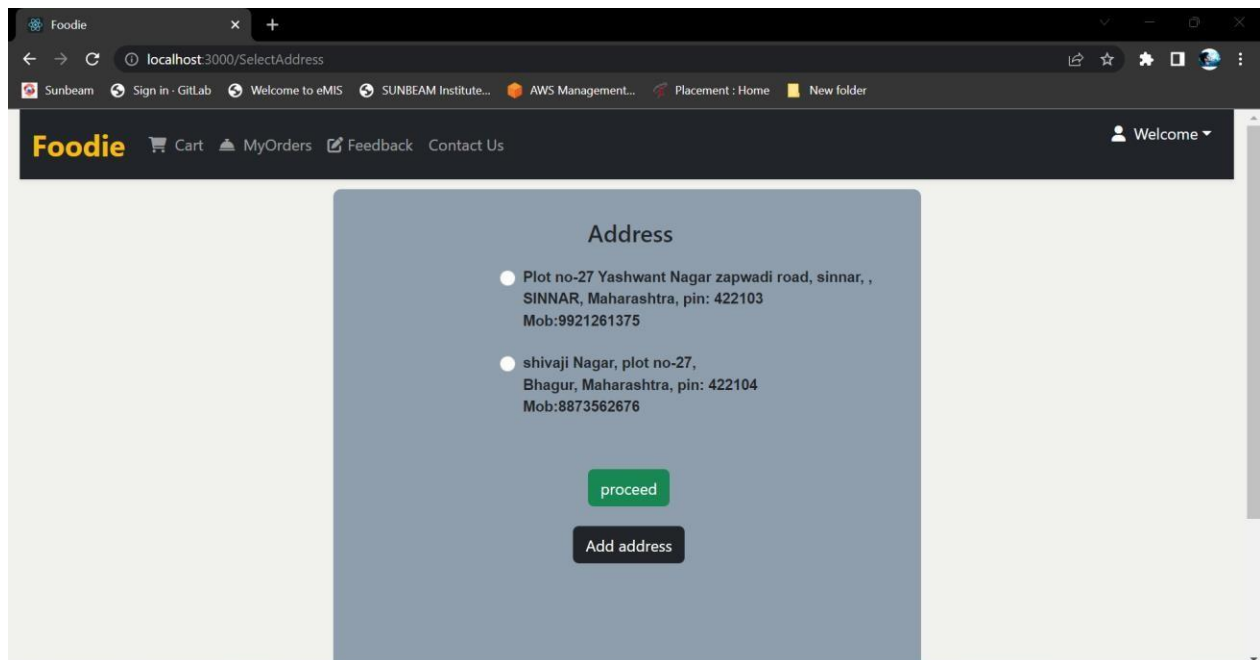 Foodie
localhost:3000/SelectAddress
Sunbeam Sign in · GitLab Welcome to eMIS SUNBEAM Institute... AWS Management... Placement : Home New folder
Foodie Cart MyOrders Feedback Contact Us Welcome
Address
Plot no-27 Yashwant Nagar zapwadi road, sinnar, ,
SINNAR, Maharashtra, pin: 422103
Mob:9921261375
shivaji Nagar, plot no-27,
Bhagur, Maharashtra, pin: 422104
Mob:8873562676
proceed
Add address